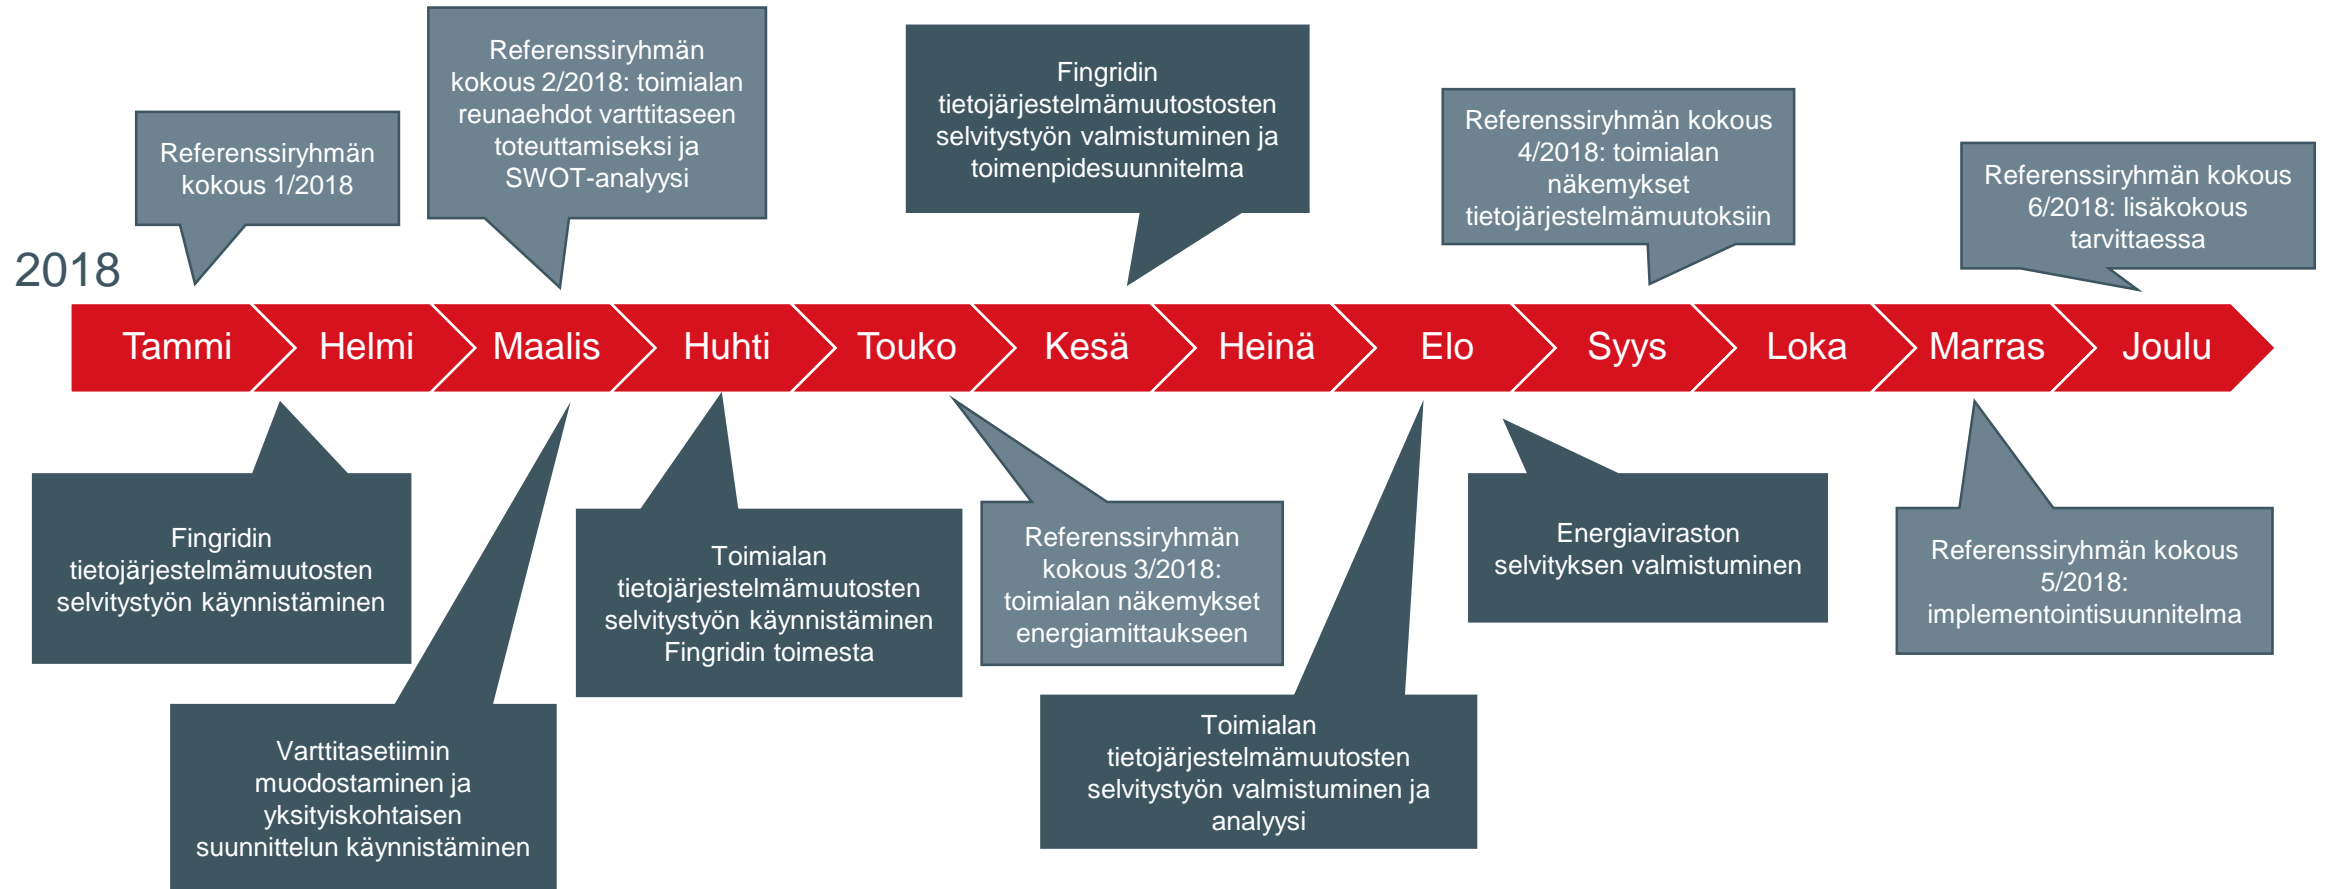 Referenssiryhmän
kokous 1/2018
Referenssiryhmän
kokous 2/2018: toimialan
reunaehdot varttitaseen
toteuttamiseksi ja
SWOT-analyysi
Fingridin
tietojärjestelmämuutostosten
selvitystyön valmistuminen ja
toimenpidesuunnitelma
Referenssiryhmän kokous
4/2018: toimialan
näkemykset
tietojärjestelmämuutoksiin
Referenssiryhmän kokous
6/2018: lisäkokous
tarvittaessa
2018
Tammi Helmi Maalis Huhti Touko Kesä Heinä Elo Syys Loka Marras Joulu
Fingridin
tietojärjestelmämuutosten
selvitystyön käynnistäminen
Varttitasetiimin
muodostaminen ja
yksityiskohtaisen
suunnittelun käynnistäminen
Toimialan
tietojärjestelmämuutosten
selvitystyön käynnistäminen
Fingridin toimesta
Referenssiryhmän
kokous 3/2018:
toimialan näkemykset
energiamittaukseen
Toimialan
tietojärjestelmämuutosten
selvitystyön valmistuminen ja
analyysi
Energiaviraston
selvityksen valmistuminen
Referenssiryhmän kokous
5/2018:
implementointisuunnitelma